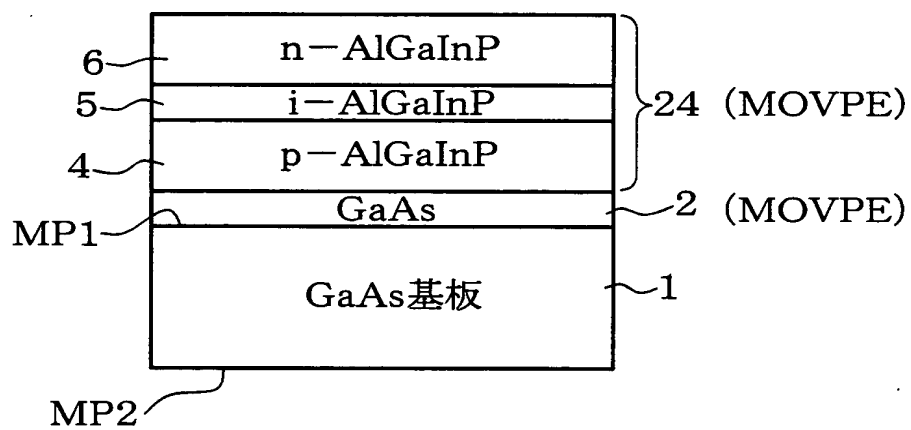 6 n-AlGaInP
5 i-AlGaInP 24 (MOVPE)
4 p-AlGaInP
GaAs 2 (MOVPE)
MP1
GaAs基板 1
MP2